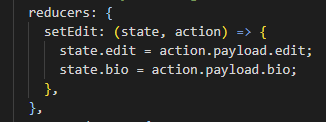 reducers: {
setEdit: (state, action) => {
state.edit = action.payload.edit;
state.bio = action.payload.bio;
},
},